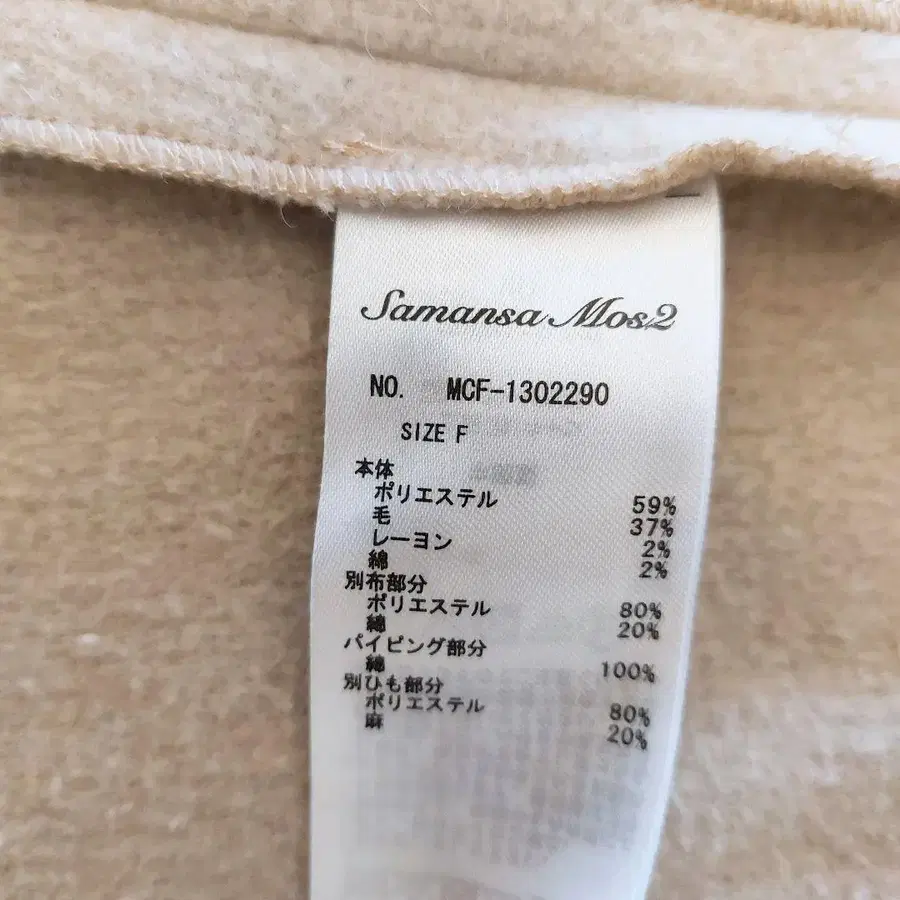 Samansa Mos2
NO. MCF-1302290
SIZE F
本体
ポリエステル 59%
毛 37%
レーヨン 2%
綿 2%
別布部分
ポリエステル 80%
綿 20%
パイピング部分
綿 100%
別ひも部分
ポリエステル 80%
麻 20%